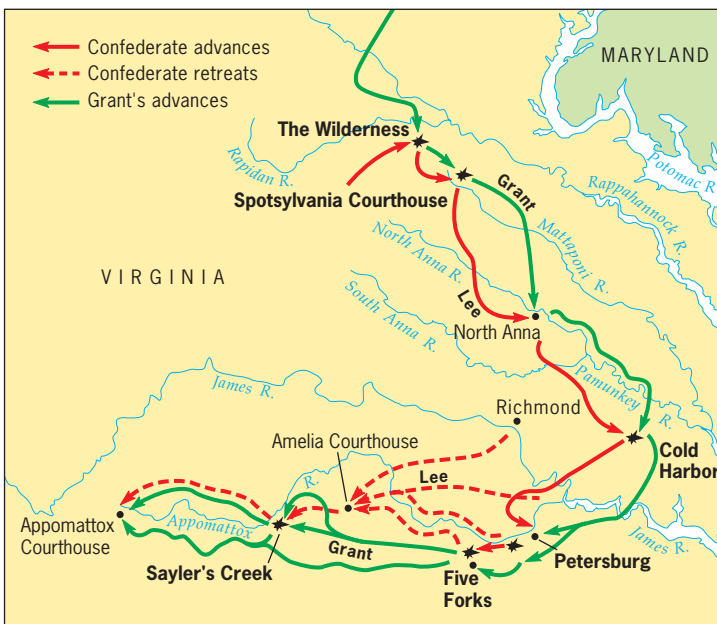 Confederate advances
Confederate retreats
Grant's advances
MARYLAND
The Wilderness
Rapidan R.
Potomac R.
Grant
Rappahannock R.
Spotsylvania Courthouse
Mattaponi R.
North Anna R.
VIRGINIA
Lee
South Anna R.
North Anna
James R.
Pamunkey R.
Richmond
Amelia Courthouse
Cold
Harbor
R.
Lee
Appomattox
Courthouse
Appomattox
Grant
James R.
Sayler's Creek
Five
Forks
Petersburg